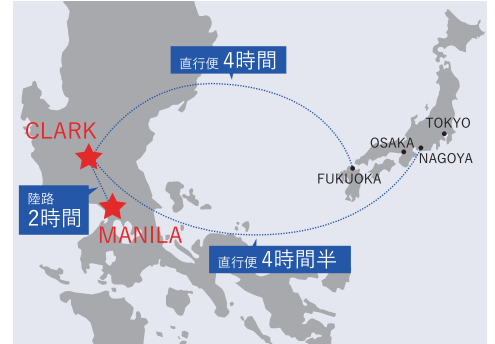 直行便 4時間
CLARK
TOKYO
OSAKA
NAGOYA
FUKUOKA
陸路
2時間
MANILA
直行便 4時間半